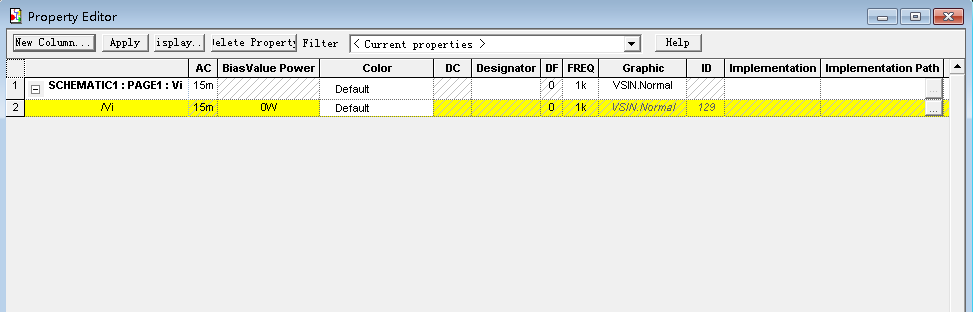 Property Editor
New Column... Apply isplay.. elete Property Filter < Current properties > Help
AC BiasValue Power Color DC Designator DF FREQ Graphic ID Implementation Implementation Path
1 SCHEMATIC1 : PAGE1 : Vi 15m Default 0 1k VSIN.Normal ...
2 /Vi 15m 0W Default 0 1k VSIN.Normal 129 ...